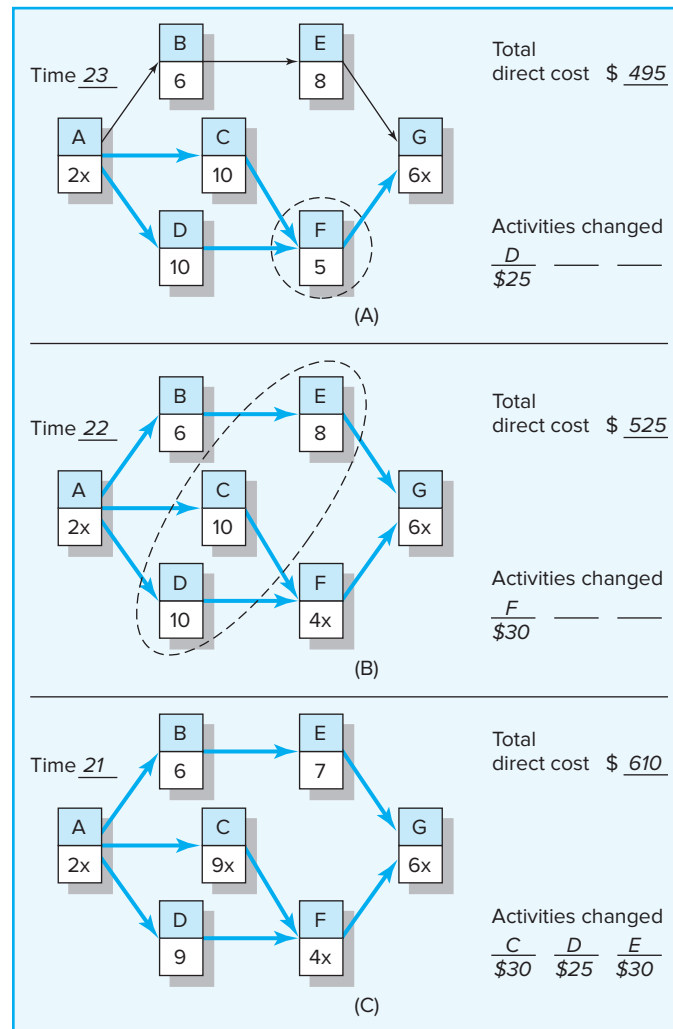 B
6
E
8
Time 23
Total
direct cost $ 495
A
2x
C
10
G
6x
D
10
F
5
Activities changed
D
$25
(A)
B
6
E
8
Time 22
Total
direct cost $ 525
A
2x
C
10
G
6x
D
10
F
4x
Activities changed
F
$30
(B)
B
6
E
7
Time 21
Total
direct cost $ 610
A
2x
C
9x
G
6x
D
9
F
4x
Activities changed
C D E
$30 $25 $30
(C)